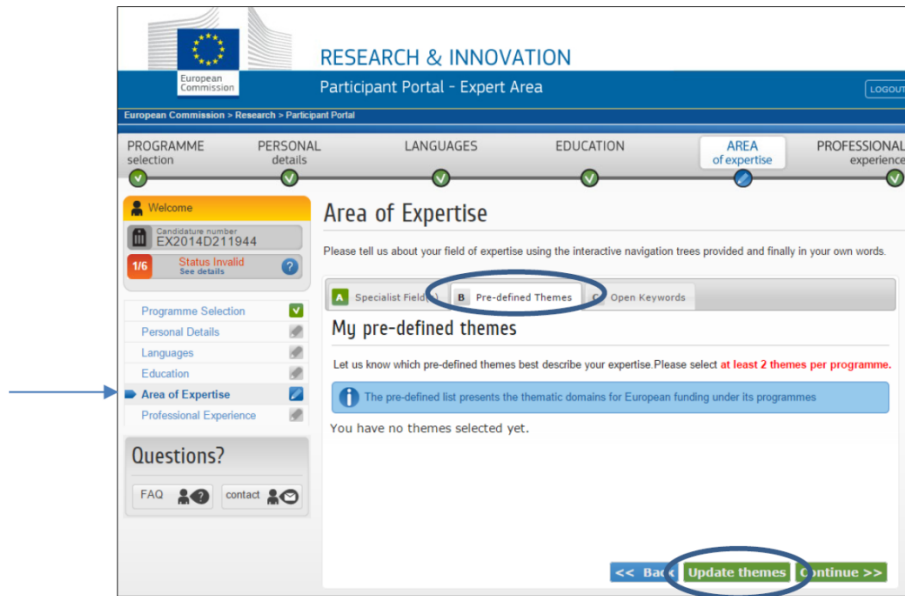 European
Commission
RESEARCH & INNOVATION
Participant Portal - Expert Area
LOGOUT
European Commission > Research > Participant Portal
PROGRAMME
selection
PERSONAL
details
LANGUAGES
EDUCATION
AREA
of expertise
PROFESSIONAL
experience
Welcome
Candidature number
EX2014D211944
1/6
Status Invalid
See details
?
Programme Selection
Personal Details
Languages
Education
Area of Expertise
Professional Experience
Questions?
FAQ
contact
Area of Expertise
Please tell us about your field of expertise using the interactive navigation trees provided and finally in your own words.
A Specialist Field(s)
B Pre-defined Themes
C Open Keywords
My pre-defined themes
Let us know which pre-defined themes best describe your expertise.Please select at least 2 themes per programme.
The pre-defined list presents the thematic domains for European funding under its programmes
You have no themes selected yet.
<< Back
Update themes
Continue >>